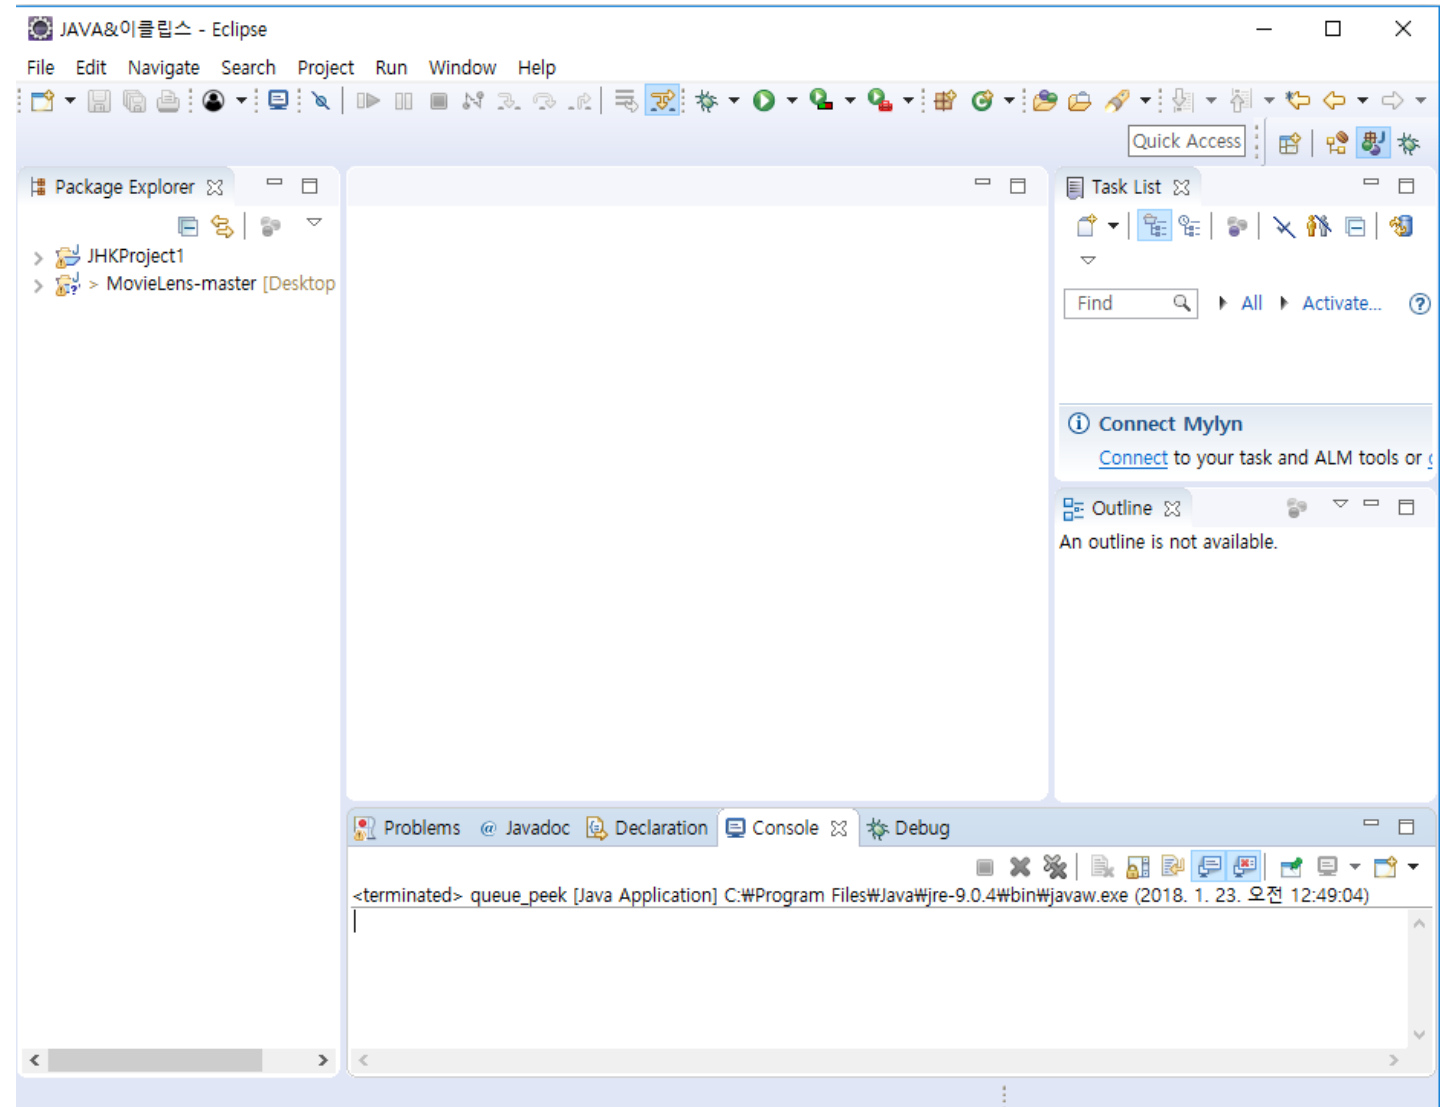 JAVA&이클립스 - Eclipse
File Edit Navigate Search Project Run Window Help
Quick Access
Package Explorer
JHKProject1
> MovieLens-master [Desktop
Task List
Find
All
Activate...
Connect Mylyn
Connect to your task and ALM tools or
Outline
An outline is not available.
Problems @ Javadoc Declaration Console Debug
<terminated> queue_peek [Java Application] C:₩Program Files₩Java₩jre-9.0.4₩bin₩javaw.exe (2018. 1. 23. 오전 12:49:04)